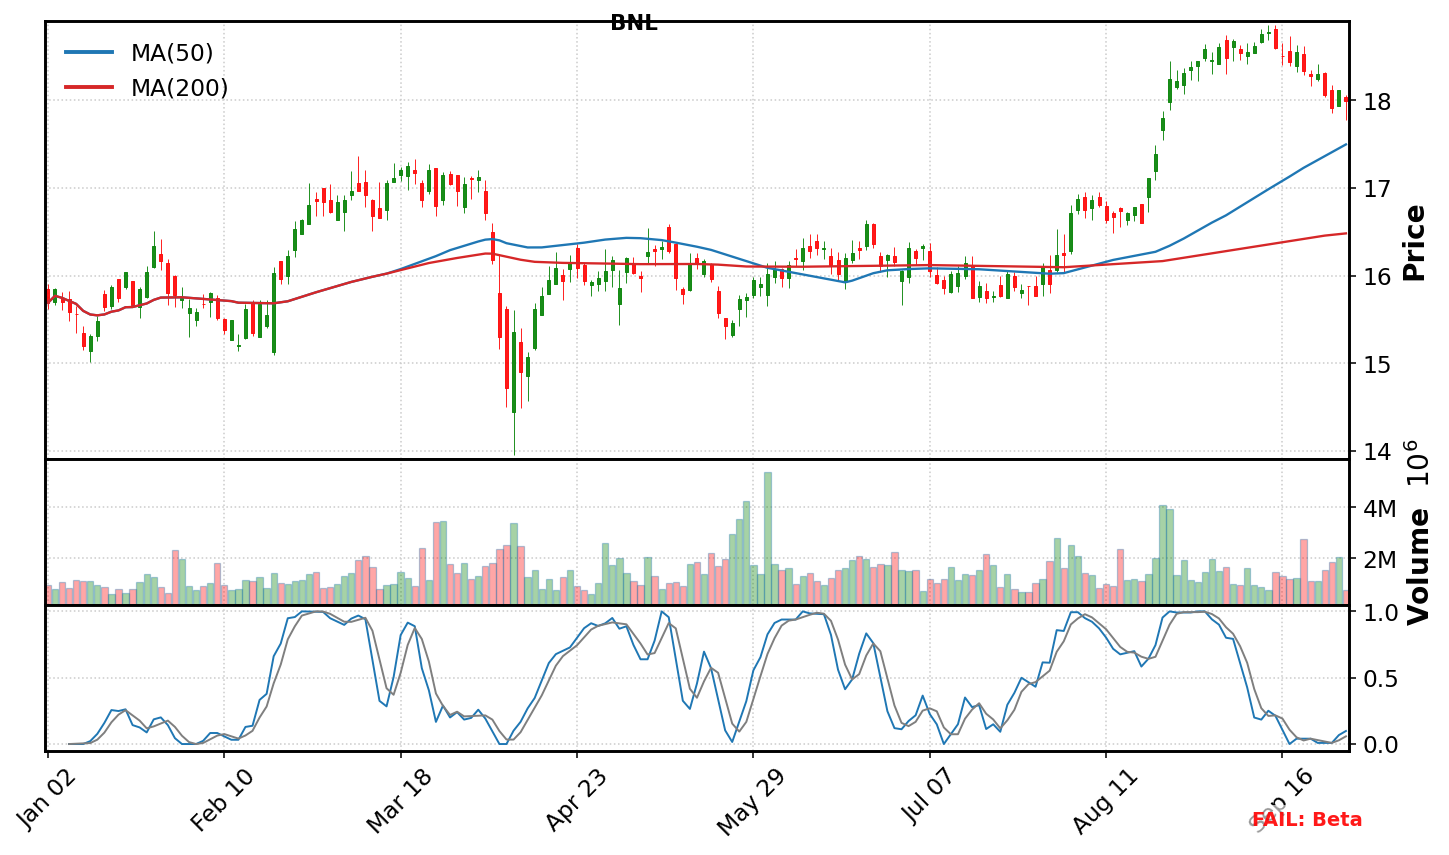 BNL
MA(50)
MA(200)
18
17
16
15
14
Price
10^6
4M
2M
Volume
1.0
0.5
0.0
Jan 02
Feb 10
Mar 18
Apr 23
May 29
Jul 07
Aug 11
Sep 16
FAIL: Beta